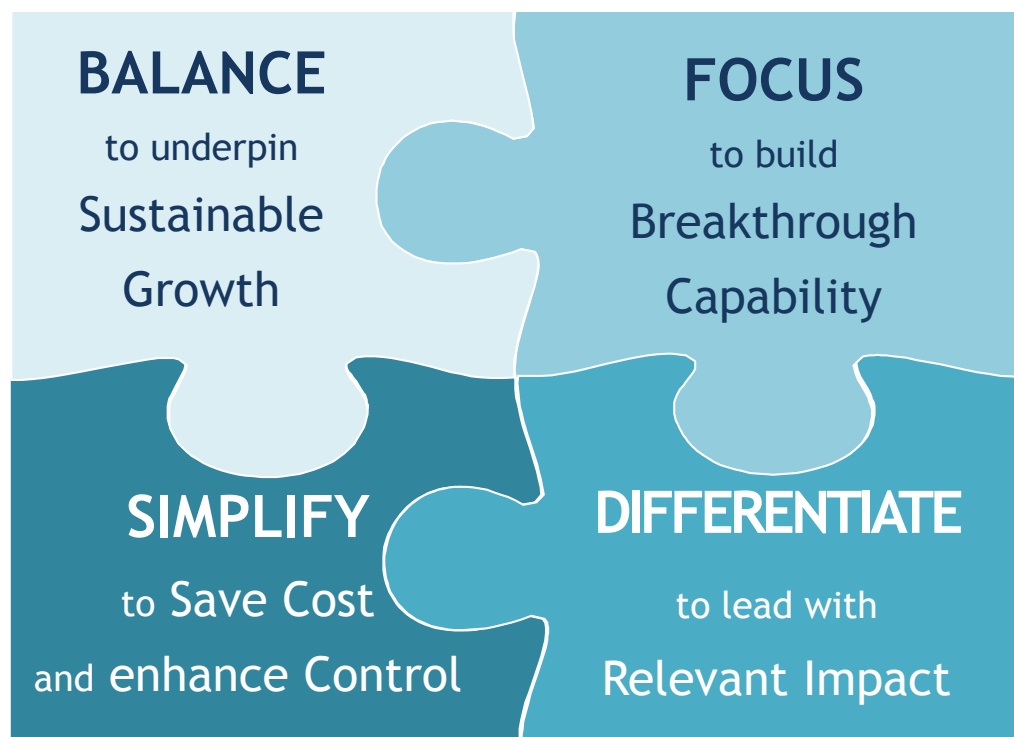 BALANCE
to underpin
Sustainable
Growth
FOCUS
to build
Breakthrough
Capability
SIMPLIFY
to Save Cost
and enhance Control
DIFFERENTIATE
to lead with
Relevant Impact